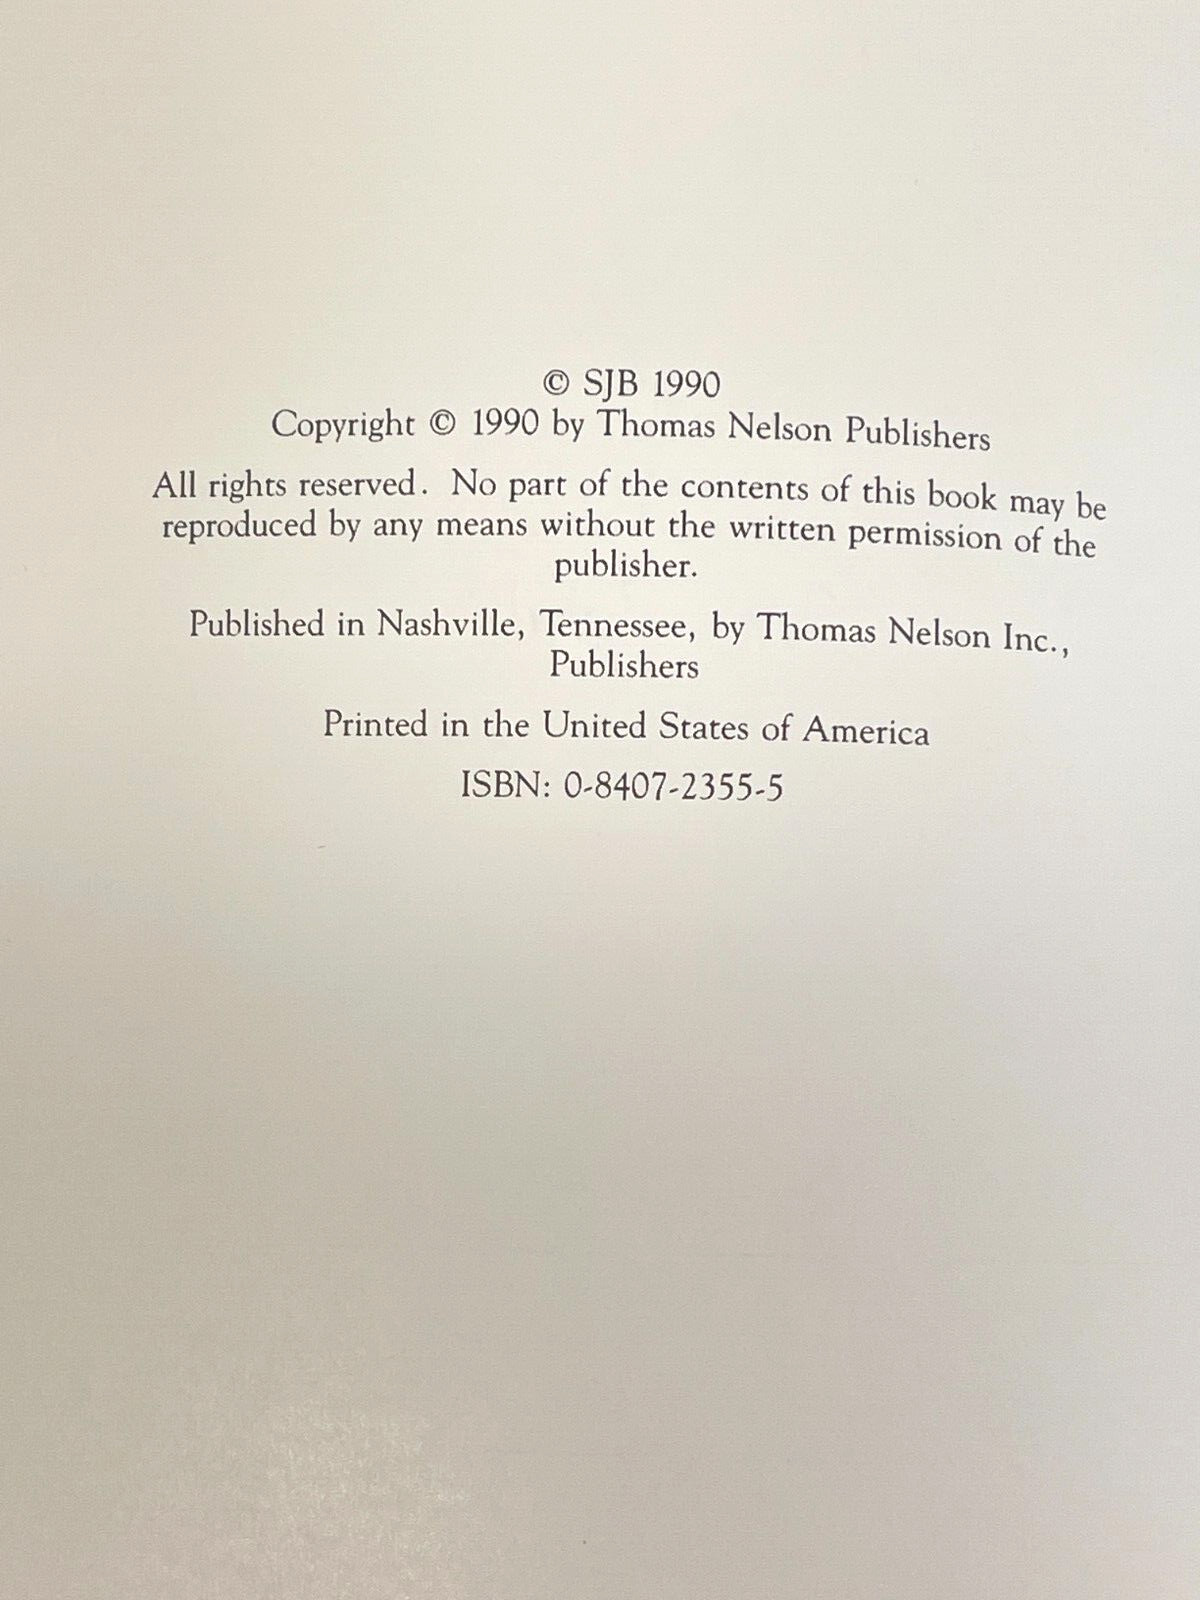 © SJB 1990
Copyright © 1990 by Thomas Nelson Publishers
All rights reserved. No part of the contents of this book may be
reproduced by any means without the written permission of the
publisher.
Published in Nashville, Tennessee, by Thomas Nelson Inc.,
Publishers
Printed in the United States of America
ISBN: 0-8407-2355-5